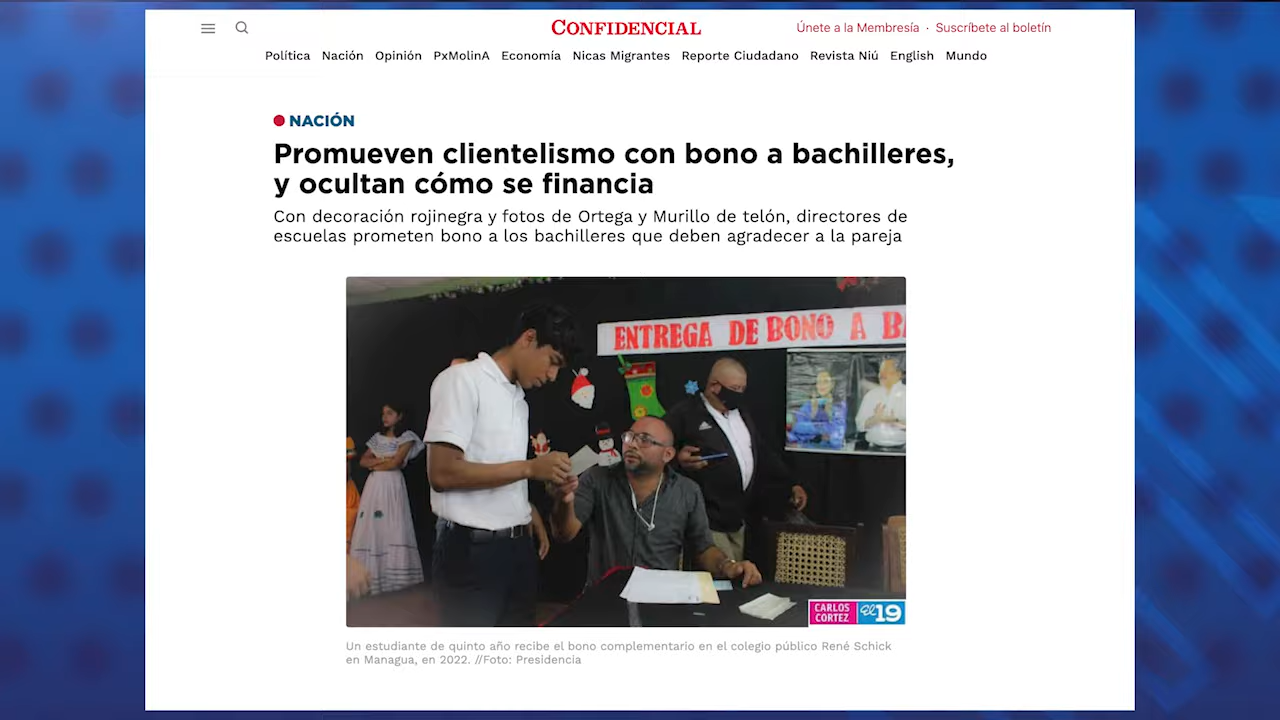 CONFIDENCIAL
Únete a la Membresía · Suscríbete al boletín
Política Nación Opinión PxMolinA Economía Nicas Migrantes Reporte Ciudadano Revista Niú English Mundo
NACIÓN
Promueven clientelismo con bono a bachilleres,
y ocultan cómo se financia
Con decoración rojinegra y fotos de Ortega y Murillo de telón, directores de
escuelas prometen bono a los bachilleres que deben agradecer a la pareja
ENTREGA DE BONO A BA
CARLOS
CORTEZ
el 19
Un estudiante de quinto año recibe el bono complementario en el colegio público René Schick
en Managua, en 2022. //Foto: Presidencia